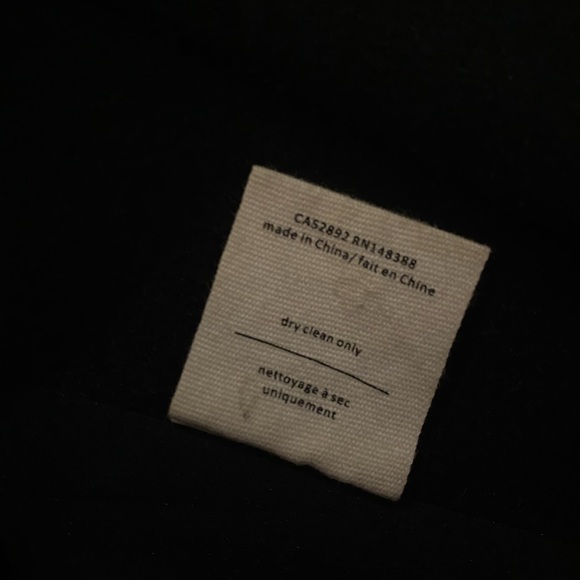 CA52892 RN148388
made in China/ fait en Chine
dry clean only
nettoyage à sec
uniquement